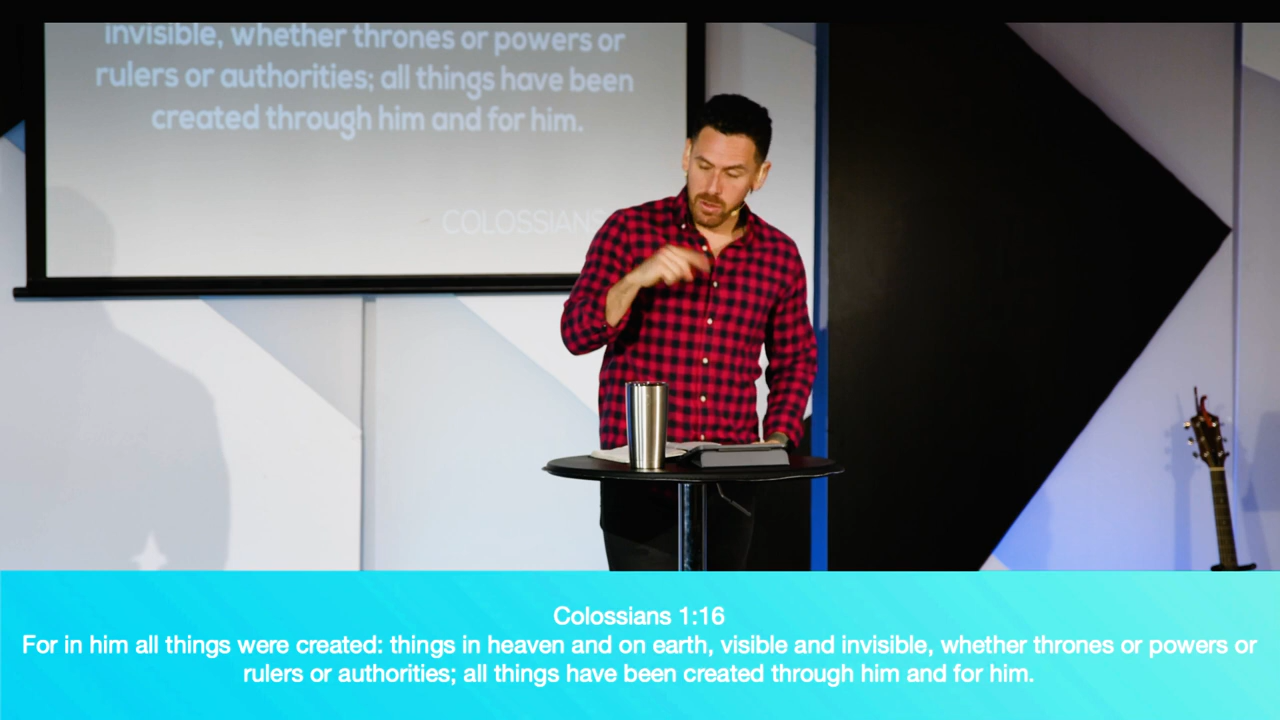 invisible, whether thrones or powers or
rulers or authorities; all things have been
created through him and for him.
COLOSSIANS
Colossians 1:16
For in him all things were created: things in heaven and on earth, visible and invisible, whether thrones or powers or
rulers or authorities; all things have been created through him and for him.